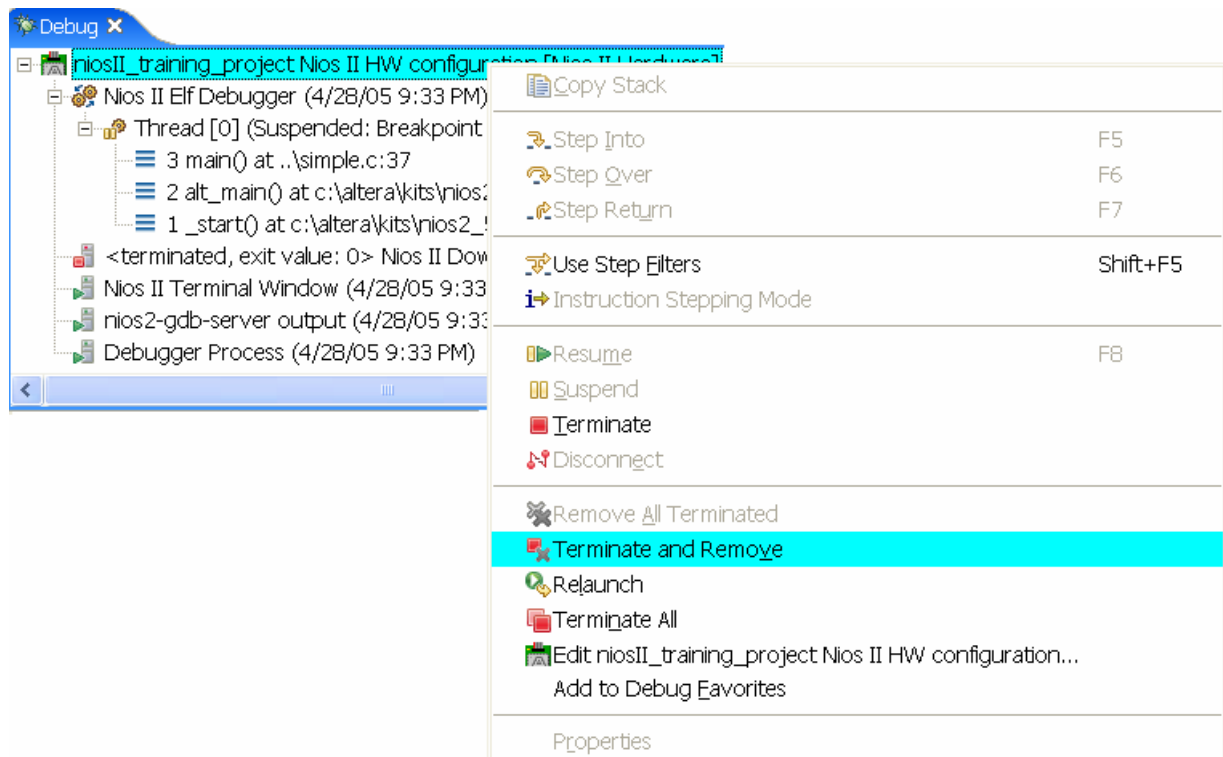 Debug
niosII_training_project Nios II HW configuration [Nios II Hardware]
Nios II Elf Debugger (4/28/05 9:33 PM)
Thread [0] (Suspended: Breakpoint
3 main() at ..\simple.c:37
2 alt_main() at c:\altera\kits\nios2
1 _start() at c:\altera\kits\nios2_
<terminated, exit value: 0> Nios II Dow
Nios II Terminal Window (4/28/05 9:33
nios2-gdb-server output (4/28/05 9:33
Debugger Process (4/28/05 9:33 PM)
Copy Stack
Step Into F5
Step Over F6
Step Return F7
Use Step Filters Shift+F5
Instruction Stepping Mode
Resume F8
Suspend
Terminate
Disconnect
Remove All Terminated
Terminate and Remove
Relaunch
Terminate All
Edit niosII_training_project Nios II HW configuration...
Add to Debug Favorites
Properties